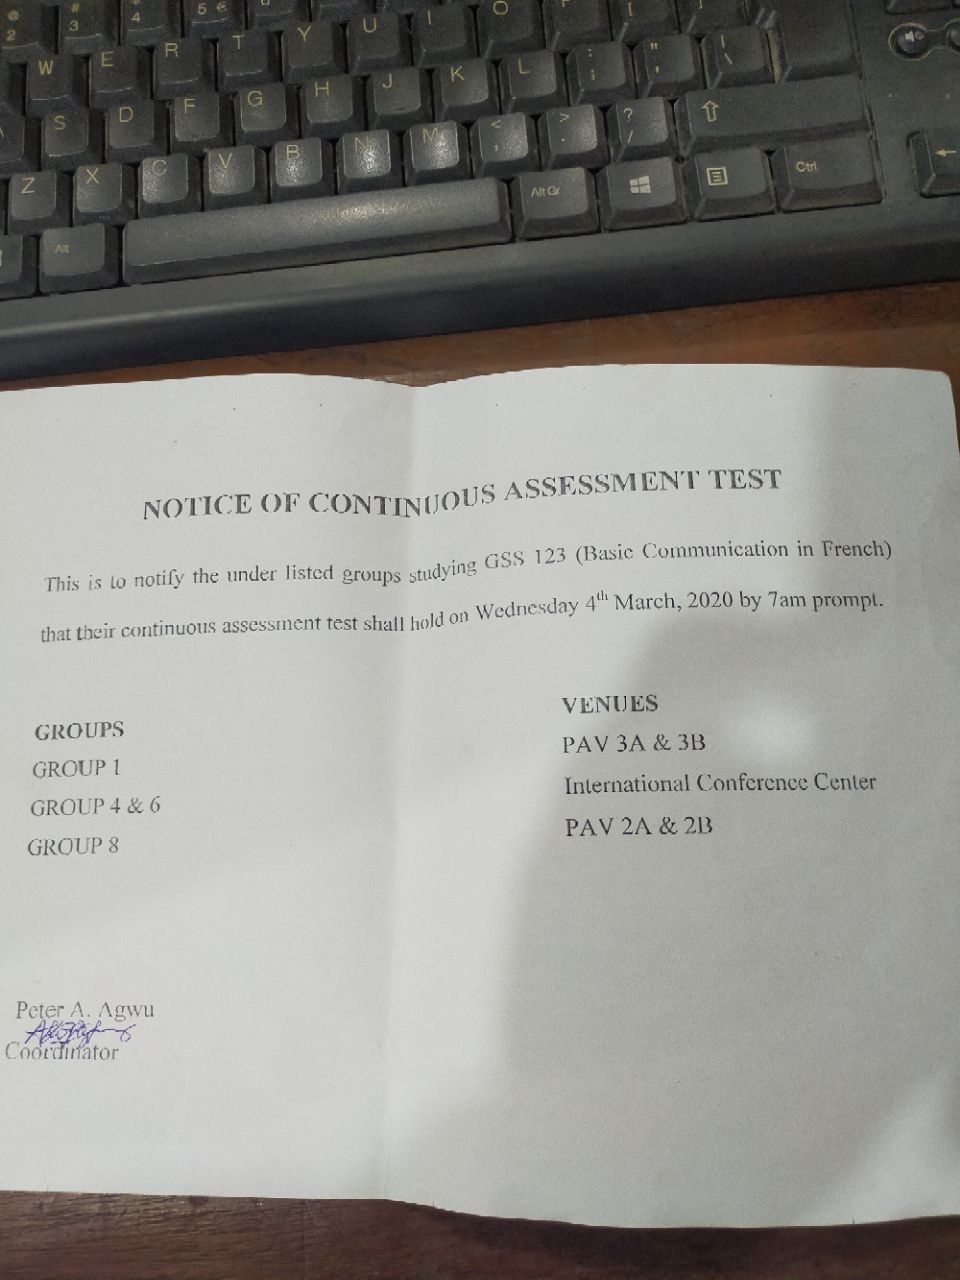 @
2
#
3
4
5 €
O
W E R T Y U I
S D F G H J K L : ; " ' | \
Z X C V B N M < , > . ? /
Alt Alt Gr Ctrl
NOTICE OF CONTINUOUS ASSESSMENT TEST
This is to notify the under listed groups studying GSS 123 (Basic Communication in French)
that their continuous assessment test shall hold on Wednesday 4th March, 2020 by 7am prompt.
GROUPS VENUES
GROUP 1 PAV 3A & 3B
GROUP 4 & 6 International Conference Center
GROUP 8 PAV 2A & 2B
Peter A. Agwu
Coordinator